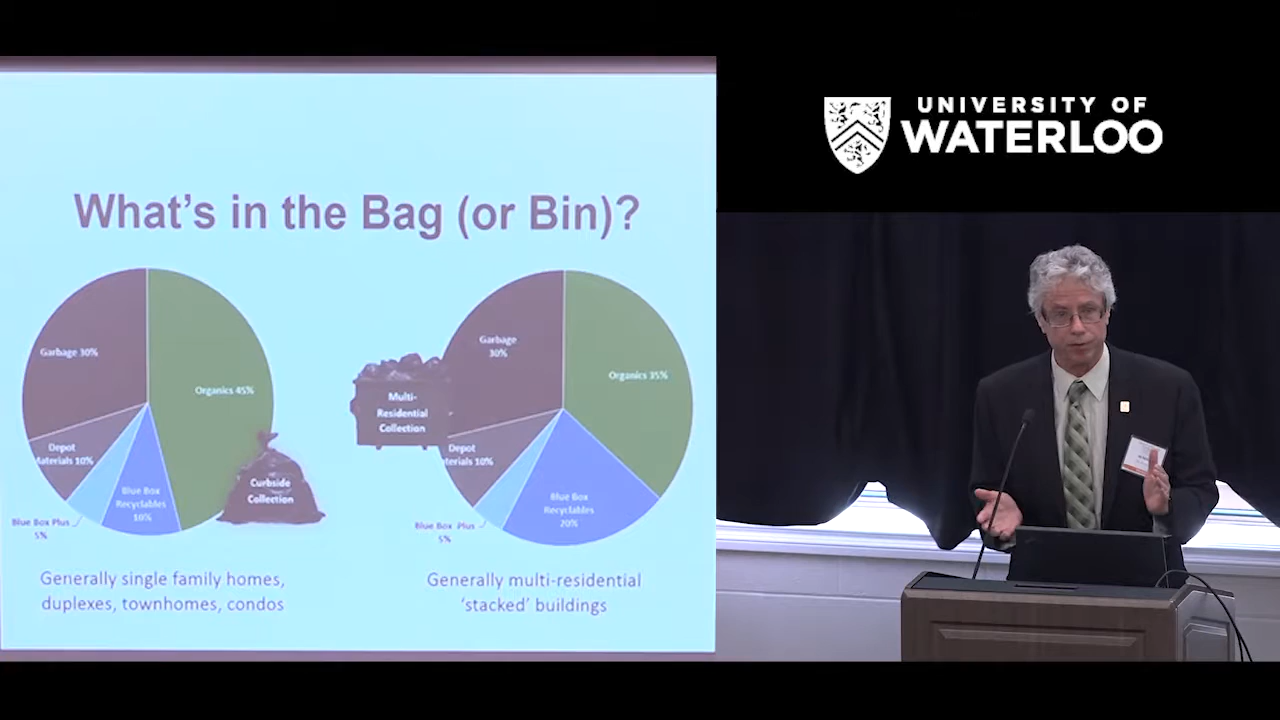 UNIVERSITY OF
WATERLOO
What's in the Bag (or Bin)?
Garbage 30%
Organics 45%
Depot
Materials 10%
Blue Box
Recyclables
10%
Blue Box Plus
5%
Curbside
Collection
Generally single family homes,
duplexes, townhomes, condos
Multi-
Residential
Collection
Garbage
30%
Organics 35%
Depot
terials 10%
Blue Box
Recyclables
20%
Blue Box Plus
5%
Generally multi-residential
'stacked' buildings